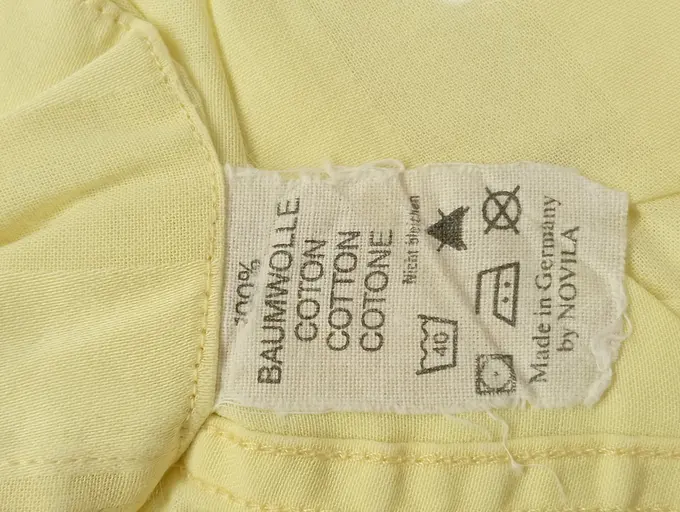 100%
BAUMWOLLE
COTON
COTTON
COTONE
Nicht bleichen
40
Made in Germany
by NOVILA